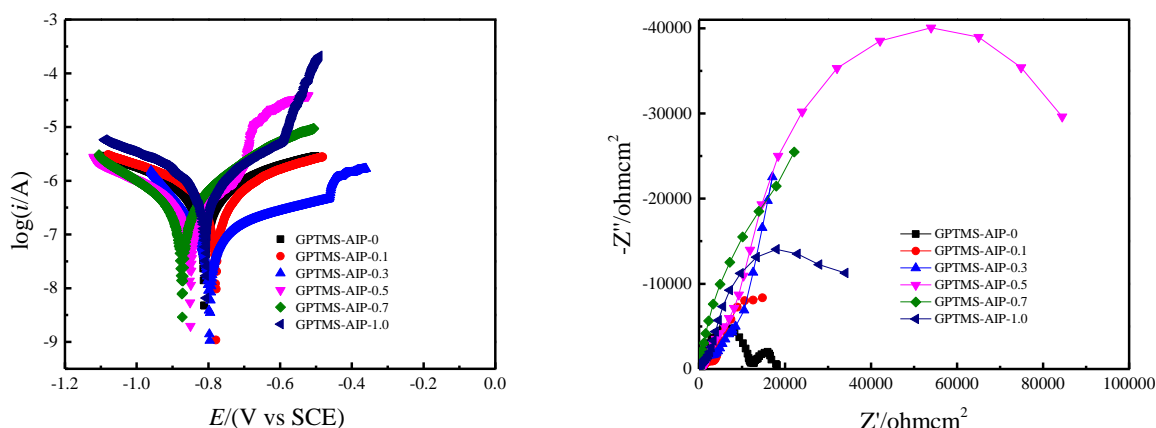 -3
-4
-5
-6
-7
-8
-9
log(i/A)
GPTMS-AIP-0
GPTMS-AIP-0.1
GPTMS-AIP-0.3
GPTMS-AIP-0.5
GPTMS-AIP-0.7
GPTMS-AIP-1.0
-1.2 -1.0 -0.8 -0.6 -0.4 -0.2 0.0
E/(V vs SCE)
-40000
-30000
-20000
-10000
0
-Z''/ohmcm²
GPTMS-AIP-0
GPTMS-AIP-0.1
GPTMS-AIP-0.3
GPTMS-AIP-0.5
GPTMS-AIP-0.7
GPTMS-AIP-1.0
0 20000 40000 60000 80000 100000
Z'/ohmcm²